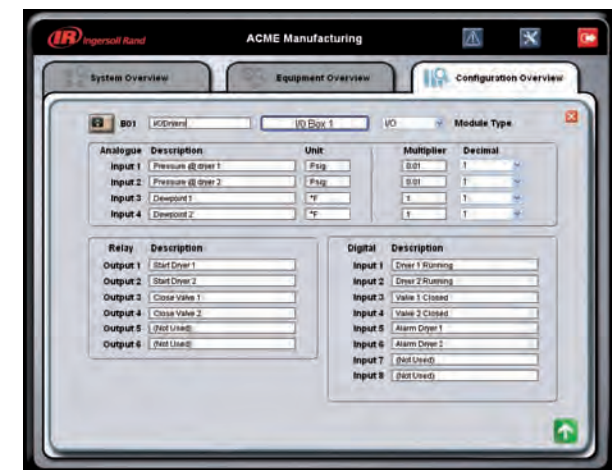 IR Ingersoll Rand ACME Manufacturing
System Overview Equipment Overview Configuration Overview
B01 I/ODryers I/O Box 1 I/O Module Type
Analogue Description Unit Multiplier Decimal
Input 1 Pressure @ dryer 1 Psig 0.01 1
Input 2 Pressure @ dryer 2 Psig 0.01 1
Input 3 Dewpoint 1 °F 1 1
Input 4 Dewpoint 2 °F 1 1
Relay Description
Output 1 Start Dryer 1
Output 2 Start Dryer 2
Output 3 Close Valve 1
Output 4 Close Valve 2
Output 5 (Not Used)
Output 6 (Not Used)
Digital Description
Input 1 Dryer 1 Running
Input 2 Dryer 2 Running
Input 3 Valve 1 Closed
Input 4 Valve 2 Closed
Input 5 Alarm Dryer 1
Input 6 Alarm Dryer 2
Input 7 (Not Used)
Input 8 (Not Used)